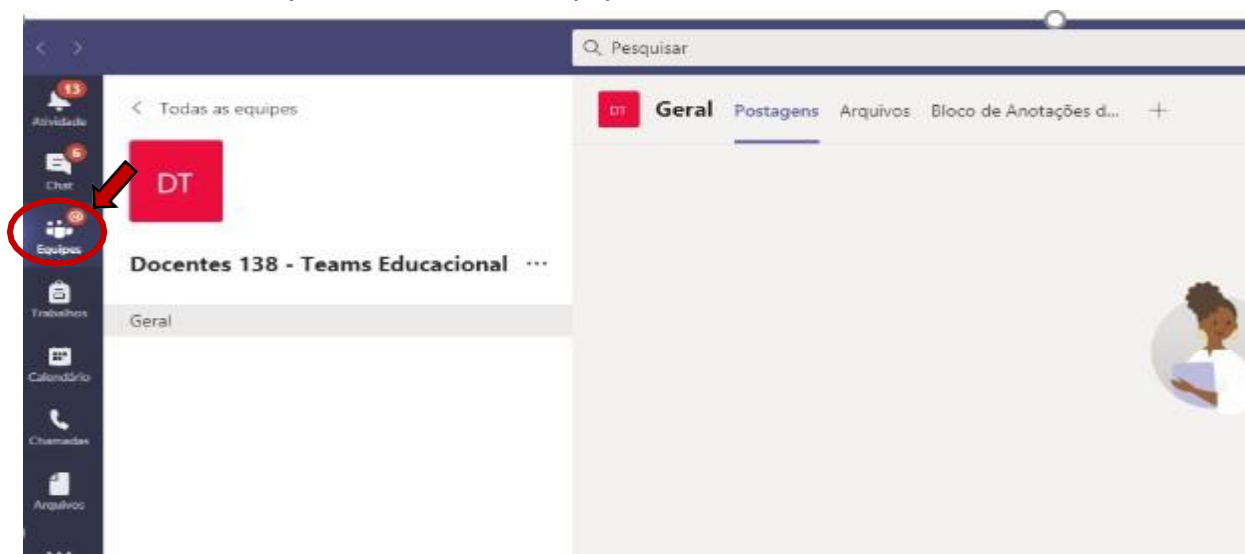 Pesquisar
13
Atividade
6
Chat
Equipes
Trabalhos
Calendário
Chamadas
Arquivos
Todas as equipes
DT
Docentes 138 - Teams Educacional ...
Geral
DT
Geral Postagens Arquivos Bloco de Anotações d... +